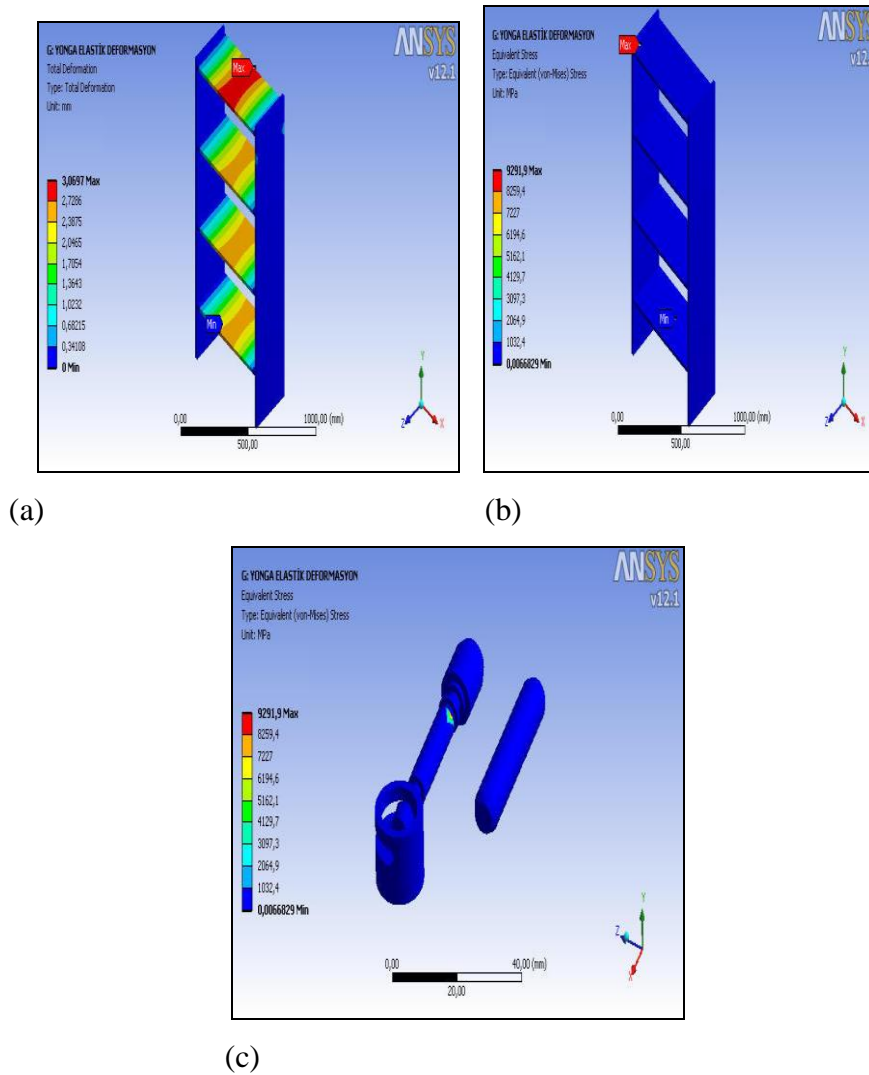 ANSYS
v12.1
G: YONGA ELASTİK DEFORMASYON
Total Deformation
Type: Total Deformation
Unit: mm
3,0697 Max
2,7286
2,3875
2,0465
1,7054
1,3643
1,0232
0,68215
0,34108
0 Min
Max
Min
0,00
1000,00 (mm)
500,00
Y
Z
X
(a)
ANSYS
v12.1
G: YONGA ELASTİK DEFORMASYON
Equivalent Stress
Type: Equivalent (von-Mises) Stress
Unit: MPa
9291,9 Max
8259,4
7227
6194,6
5162,1
4129,7
3097,3
2064,9
1032,4
0,0066829 Min
Max
Min
0,00
1000,00 (mm)
500,00
Y
Z
X
(b)
ANSYS
v12.1
G: YONGA ELASTİK DEFORMASYON
Equivalent Stress
Type: Equivalent (von-Mises) Stress
Unit: MPa
9291,9 Max
8259,4
7227
6194,6
5162,1
4129,7
3097,3
2064,9
1032,4
0,0066829 Min
0,00
40,00 (mm)
20,00
Y
Z
X
(c)